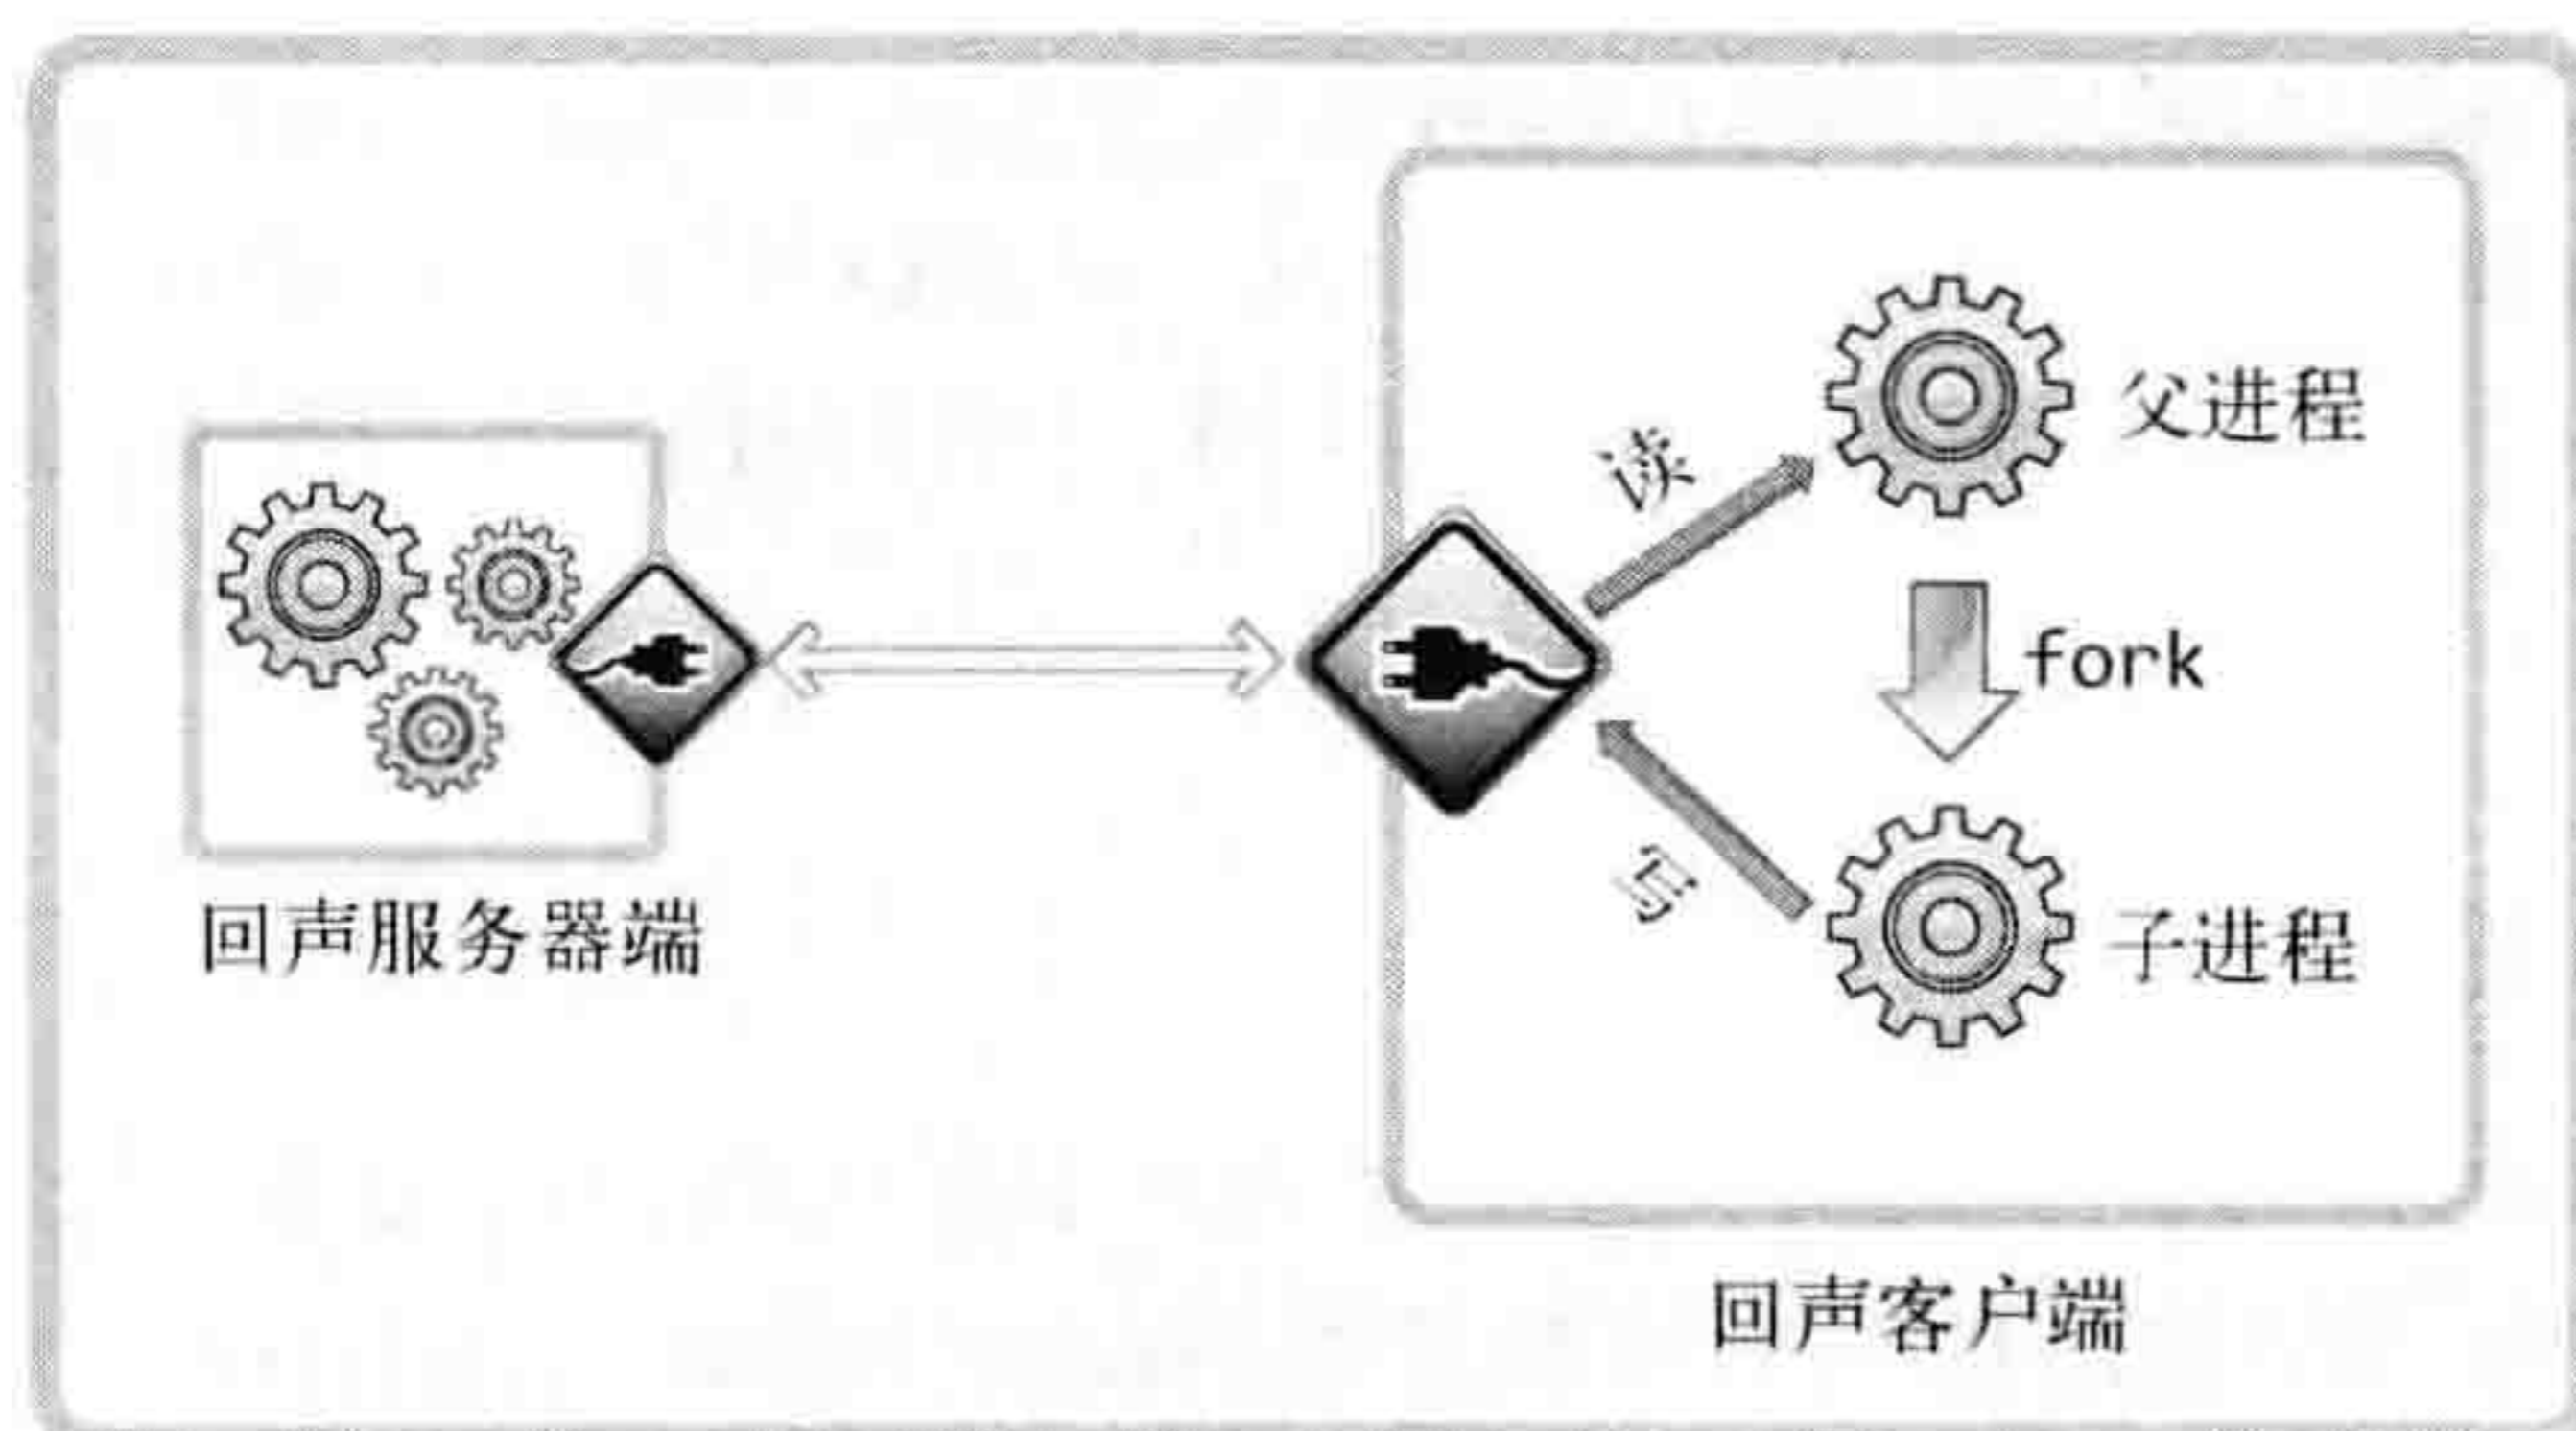 父进程
读
fork
写
子进程
回声服务器端
回声客户端